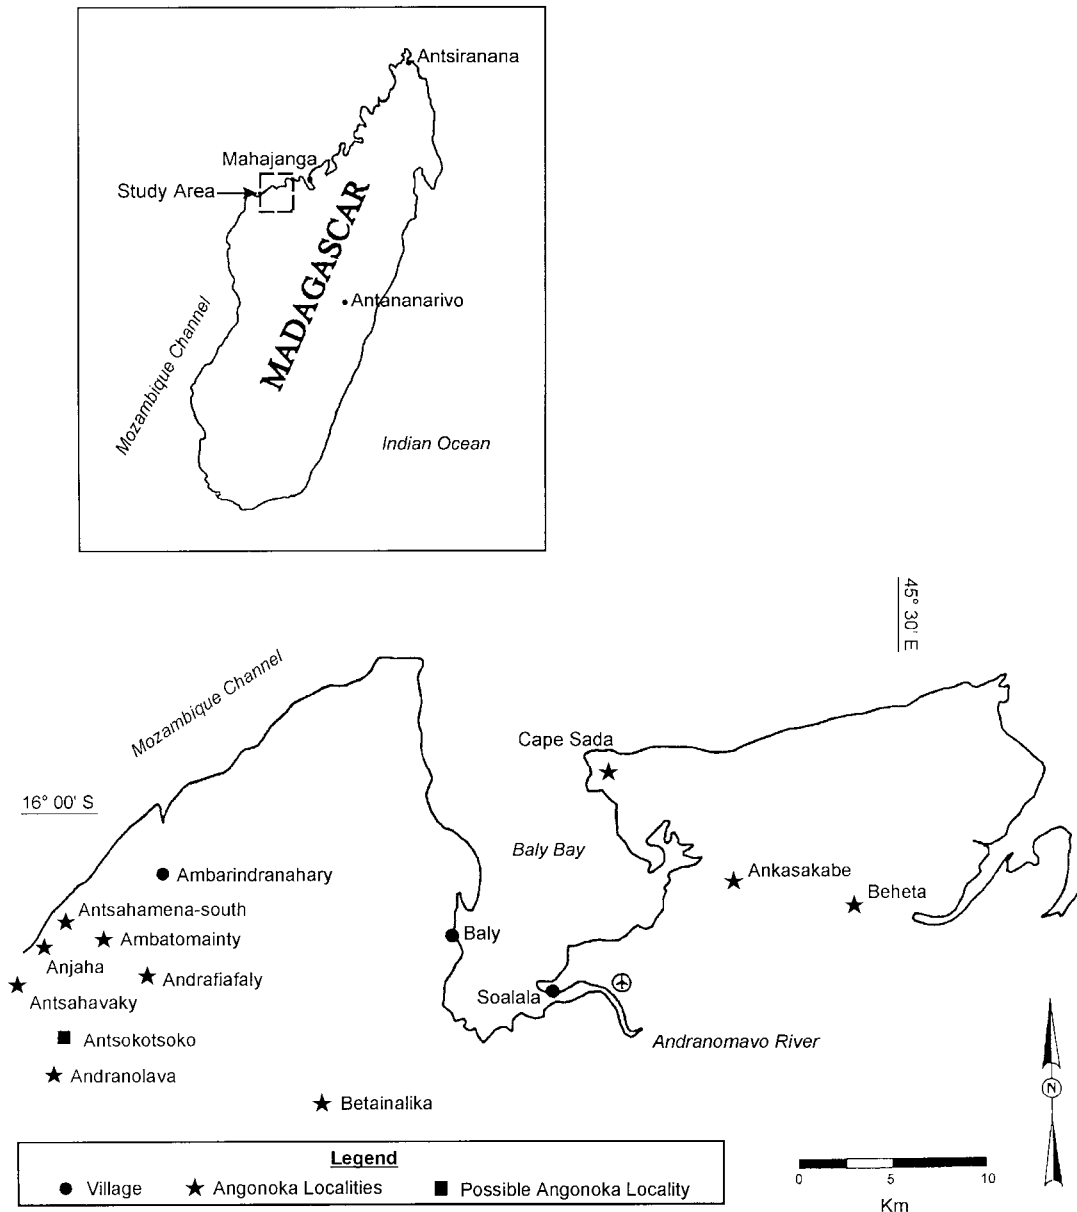 Antsiranana
Mahajanga
Study Area
MADAGASCAR
Antananarivo
Mozambique Channel
Indian Ocean
45° 30' E
Mozambique Channel
Cape Sada
16° 00' S
Baly Bay
Ambarindranahary
Ankasakabe
Beheta
Antsahamena-south
Ambatomainty
Baly
Anjaha
Andrafiafaly
Antsahavaky
Soalala
Antsokotsoko
Andranomavo River
Andranolava
Betainalika
N
Legend
Village
Angonoka Localities
Possible Angonoka Locality
0 5 10
Km